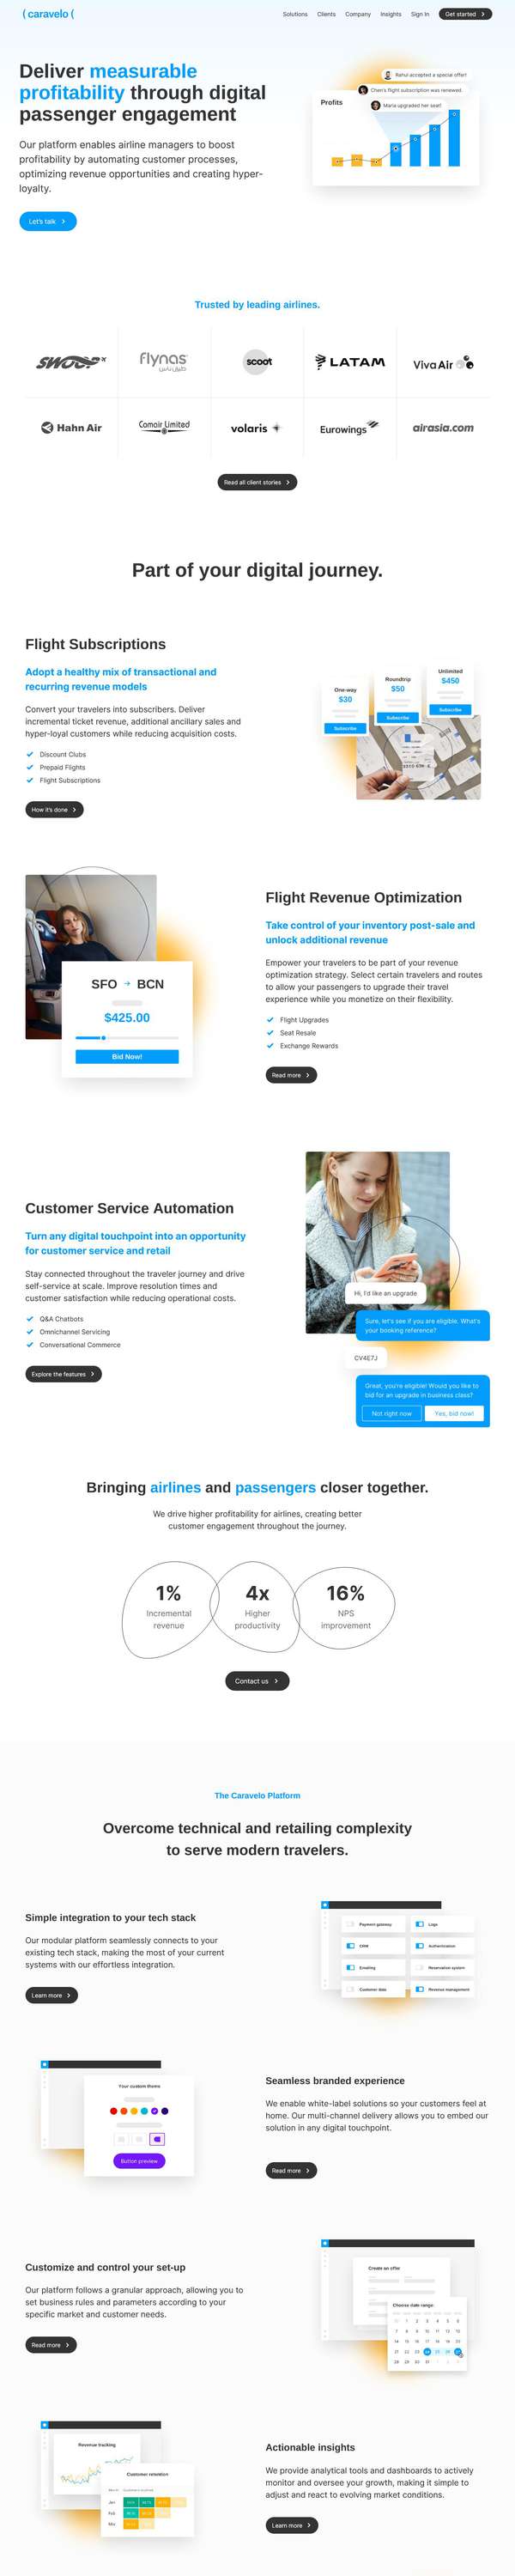 ( caravelo (
Solutions Clients Company Insights Sign In Get started
Deliver measurable
profitability through digital
passenger engagement
Our platform enables airline managers to boost
profitability by automating customer processes,
optimizing revenue opportunities and creating hyper-
loyalty.
Let's talk
Rahul accepted a special offer!
Chen's flight subscription was renewed.
Maria upgraded her seat!
Profits
Trusted by leading airlines.
SWOOP
flynas
طيران ناس
scoot
LATAM
Viva Air
Hahn Air
Comair Limited
volaris
Eurowings
airasia.com
Read all client stories
Part of your digital journey.
Flight Subscriptions
Adopt a healthy mix of transactional and
recurring revenue models
Convert your travelers into subscribers. Deliver
incremental ticket revenue, additional ancillary sales and
hyper-loyal customers while reducing acquisition costs.
Discount Clubs
Prepaid Flights
Flight Subscriptions
How it's done
One-way
$30
Subscribe
Roundtrip
$50
Subscribe
Unlimited
$450
Subscribe
SFO BCN
$425.00
Bid Now!
Flight Revenue Optimization
Take control of your inventory post-sale and
unlock additional revenue
Empower your travelers to be part of your revenue
optimization strategy. Select certain travelers and routes
to allow your passengers to upgrade their travel
experience while you monetize on their flexibility.
Flight Upgrades
Seat Resale
Exchange Rewards
Read more
Customer Service Automation
Turn any digital touchpoint into an opportunity
for customer service and retail
Stay connected throughout the traveler journey and drive
self-service at scale. Improve resolution times and
customer satisfaction while reducing operational costs.
Q&A Chatbots
Omnichannel Servicing
Conversational Commerce
Explore the features
Hi, I'd like an upgrade
Sure, let's see if you are eligible. What's
your booking reference?
CV4E7J
Great, you're eligible! Would you like to
bid for an upgrade in business class?
Not right now
Yes, bid now!
Bringing airlines and passengers closer together.
We drive higher profitability for airlines, creating better
customer engagement throughout the journey.
1%
Incremental
revenue
4x
Higher
productivity
16%
NPS
improvement
Contact us
The Caravelo Platform
Overcome technical and retailing complexity
to serve modern travelers.
Simple integration to your tech stack
Our modular platform seamlessly connects to your
existing tech stack, making the most of your current
systems with our effortless integration.
Learn more
Payment gateway
Logs
CRM
Authentication
Emailing
Reservation system
Customer data
Revenue management
Your custom theme
Button preview
Seamless branded experience
We enable white-label solutions so your customers feel at
home. Our multi-channel delivery allows you to embed our
solution in any digital touchpoint.
Read more
Customize and control your set-up
Our platform follows a granular approach, allowing you to
set business rules and parameters according to your
specific market and customer needs.
Read more
Create an offer
Choose date range:
Revenue tracking
Customer retention
Month Customers involved
Jan
Feb
Mar
Actionable insights
We provide analytical tools and dashboards to actively
monitor and oversee your growth, making it simple to
adjust and react to evolving market conditions.
Learn more